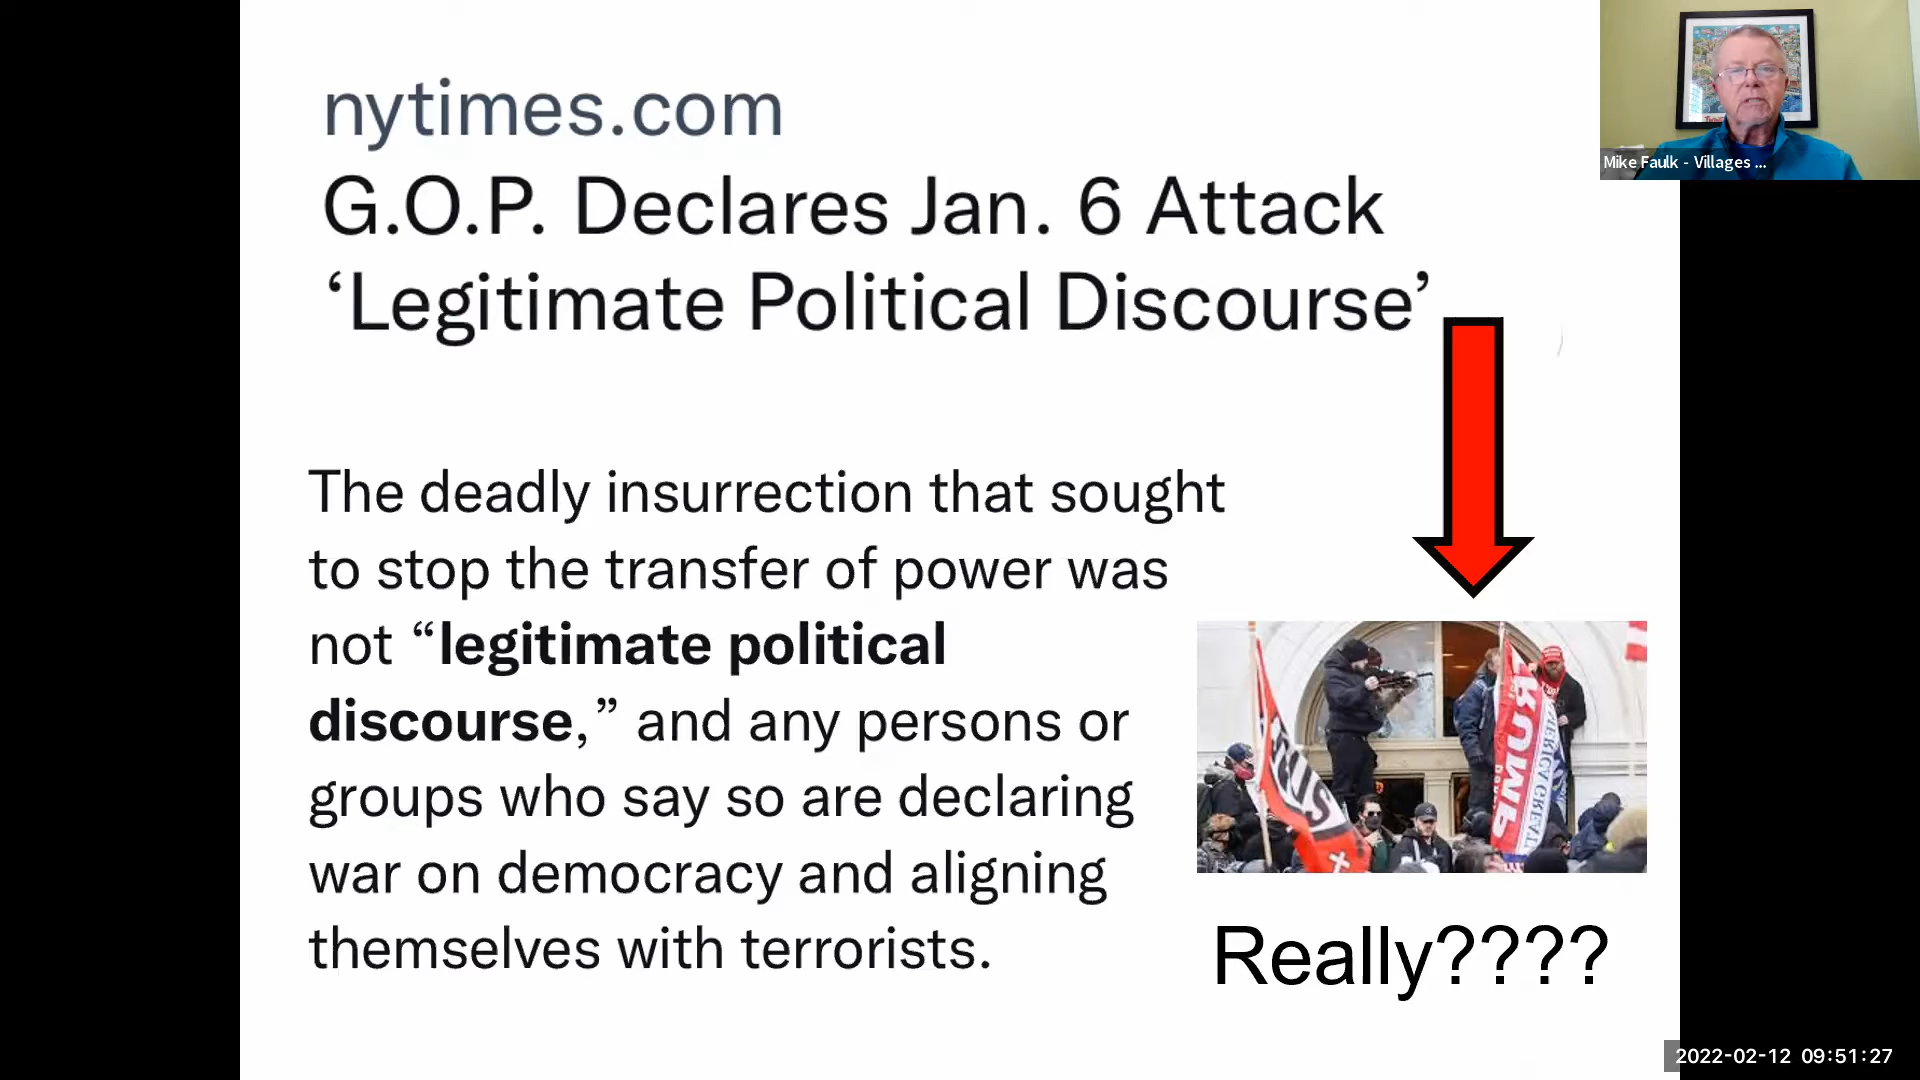 nytimes.com
G.O.P. Declares Jan. 6 Attack
‘Legitimate Political Discourse’
The deadly insurrection that sought
to stop the transfer of power was
not “legitimate political
discourse,” and any persons or
groups who say so are declaring
war on democracy and aligning
themselves with terrorists.
TRUMP
Really????
Mike Faulk - Villages ...
2022-02-12 09:51:27